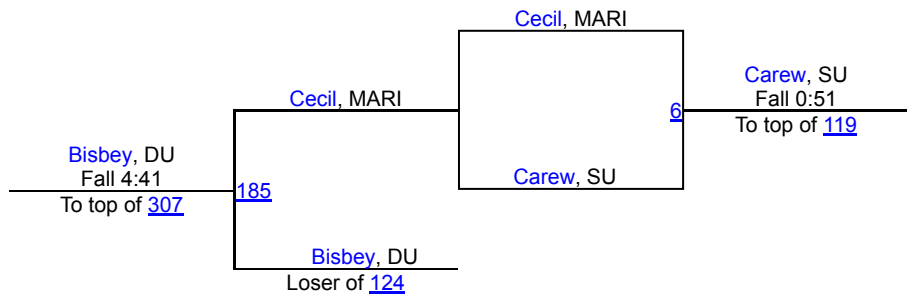 Cecil, MARI
Carew, SU
Fall 0:51
Cecil, MARI
6
To top of 119
Bisbey, DU
Fall 4:41
Carew, SU
185
To top of 307
Bisbey, DU
Loser of 124